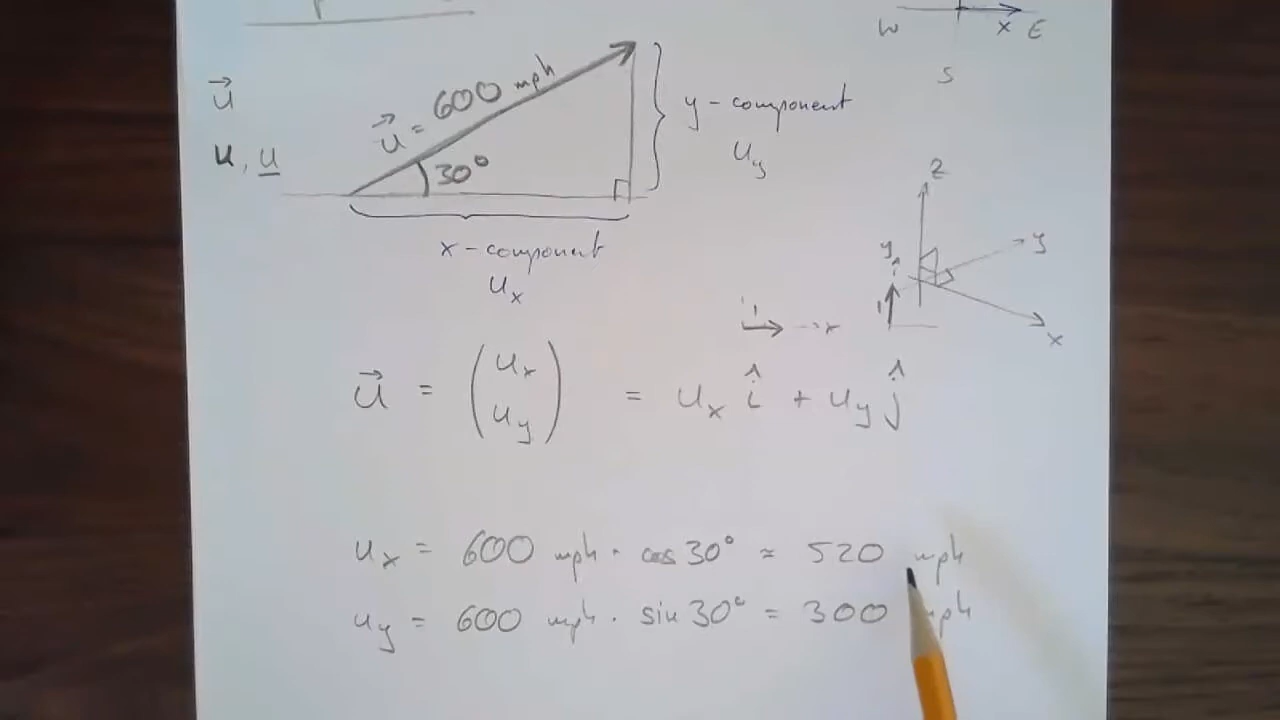 W x E
S
u⃗
u⃗ = 600 mph
y-component
u, u
30°
u_y
z
x-component
u_x
y
y
x
x
u⃗ = (u_x u_y) = u_x î + u_y ĵ
u_x = 600 mph · cos 30° ≈ 520 mph
u_y = 600 mph · sin 30° = 300 mph